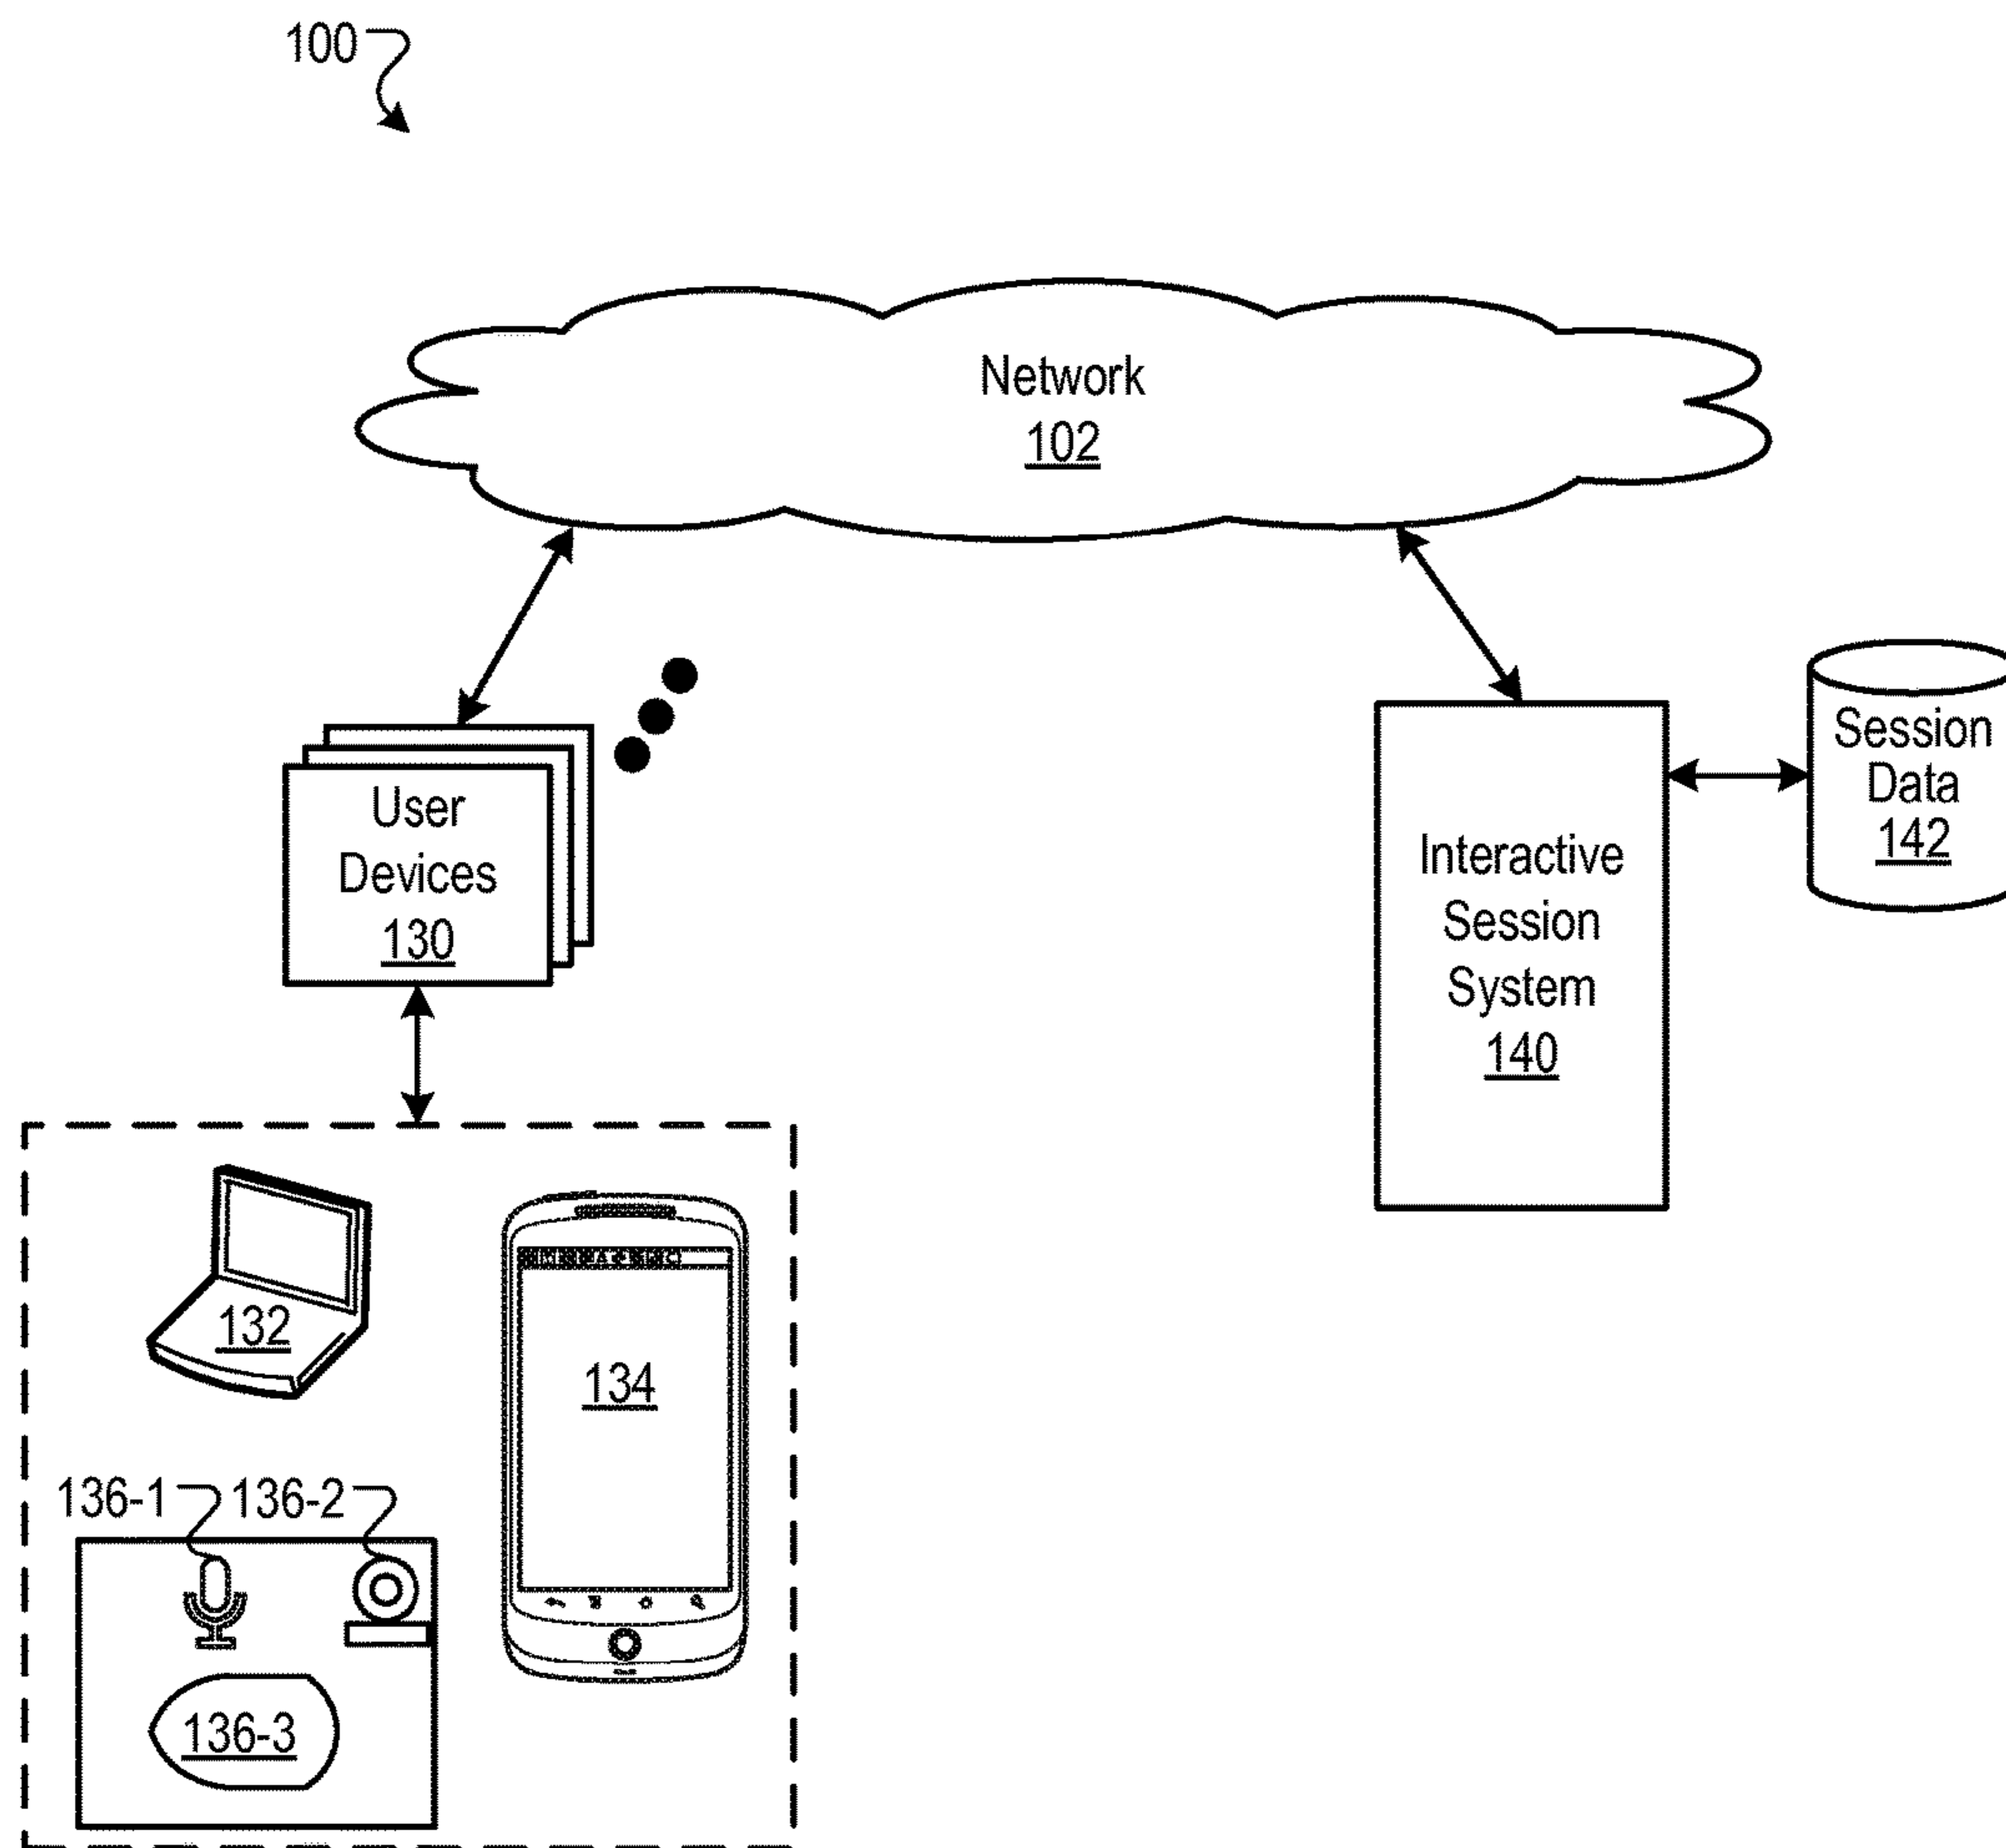 100
Network
102
User
Devices
130
Interactive
Session
System
140
Session
Data
142
132
134
136-1
136-2
136-3